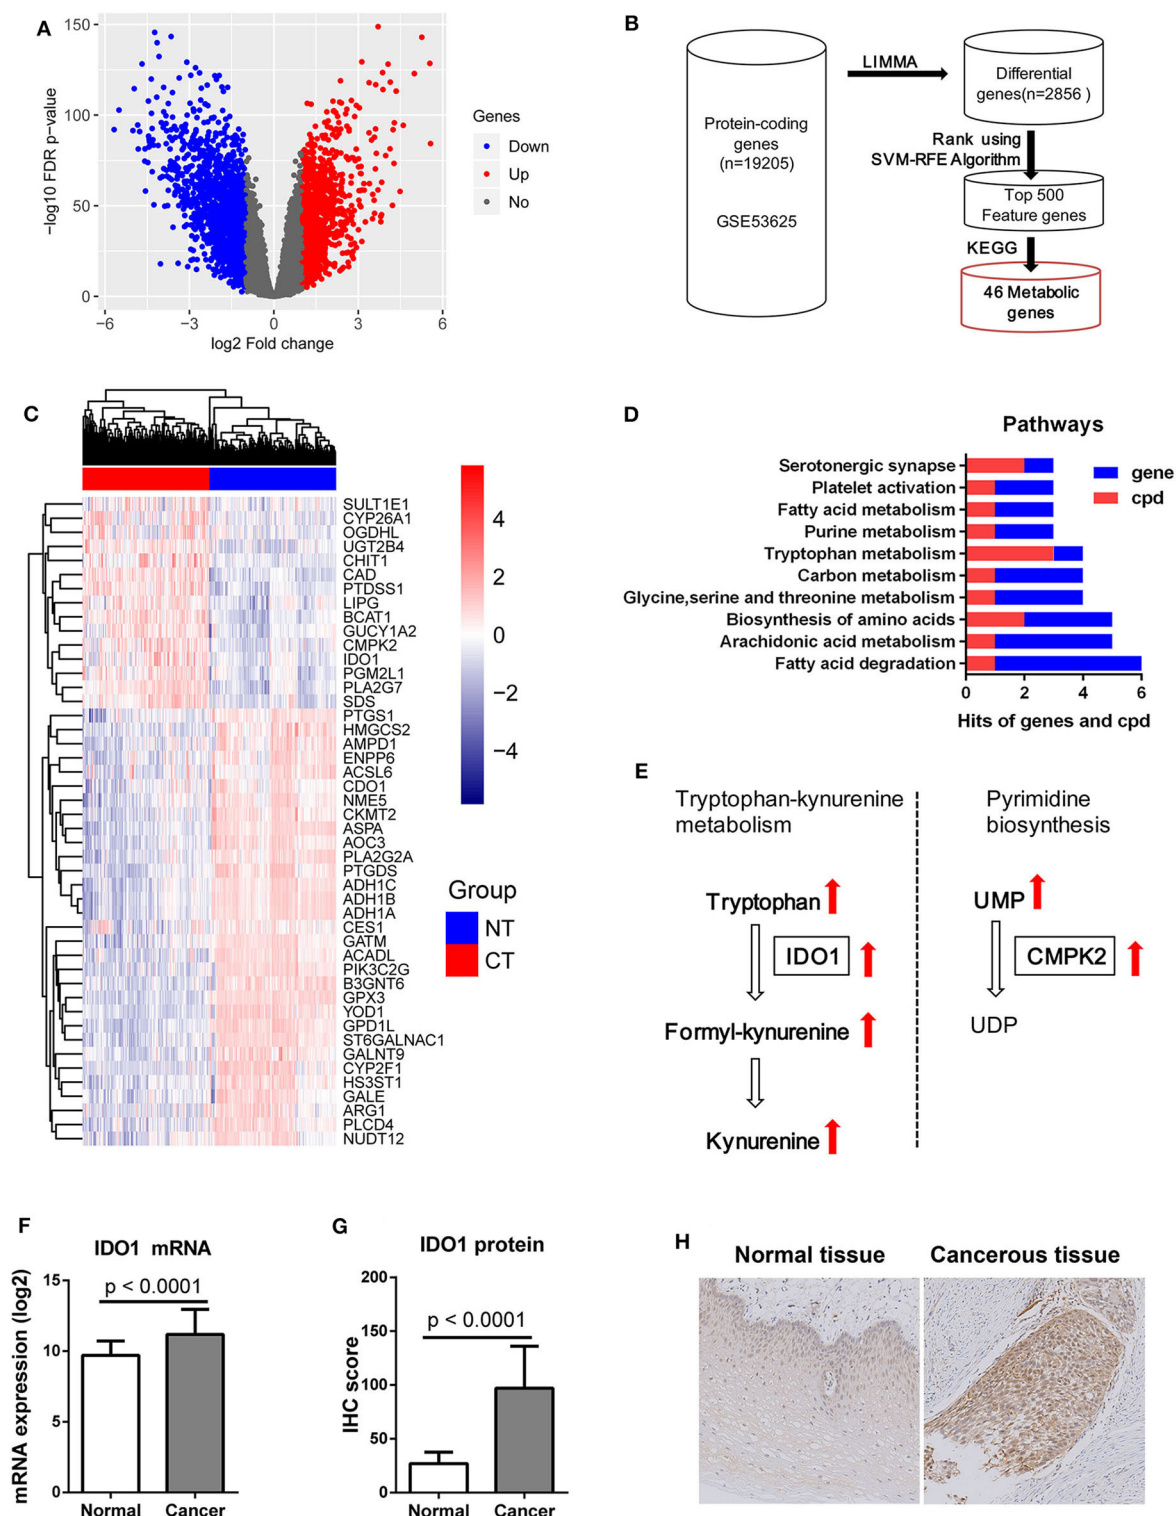 A
150
100
50
0
−log10 FDR p-value
−6
−3
0
3
6
log2 Fold change
Genes
Down
Up
No
B
Protein-coding
genes
(n=19205)
GSE53625
LIMMA
Differential
genes(n=2856 )
Rank using
SVM-RFE Algorithm
Top 500
Feature genes
KEGG
46 Metabolic
genes
C
SULT1E1
CYP26A1
OGDHL
UGT2B4
CHIT1
CAD
PTDSS1
LIPG
BCAT1
GUCY1A2
CMPK2
IDO1
PGM2L1
PLA2G7
SDS
PTGS1
HMGCS2
AMPD1
ENPP6
ACSL6
CDO1
NME5
CKMT2
ASPA
AOC3
PLA2G2A
PTGDS
ADH1C
ADH1B
ADH1A
CES1
GATM
ACADL
PIK3C2G
B3GNT6
GPX3
YOD1
GPD1L
ST6GALNAC1
GALNT9
CYP2F1
HS3ST1
GALE
ARG1
PLCD4
NUDT12
4
2
0
−2
−4
Group
NT
CT
D
Pathways
Serotonergic synapse
Platelet activation
Fatty acid metabolism
Purine metabolism
Tryptophan metabolism
Carbon metabolism
Glycine,serine and threonine metabolism
Biosynthesis of amino acids
Arachidonic acid metabolism
Fatty acid degradation
gene
cpd
0
2
4
6
Hits of genes and cpd
E
Tryptophan-kynurenine
metabolism
Tryptophan
IDO1
Formyl-kynurenine
Kynurenine
Pyrimidine
biosynthesis
UMP
CMPK2
UDP
F
IDO1 mRNA
p < 0.0001
mRNA expression (log2)
15
10
5
0
Normal
Cancer
G
IDO1 protein
p < 0.0001
IHC score
200
150
100
50
0
Normal
Cancer
H
Normal tissue
Cancerous tissue